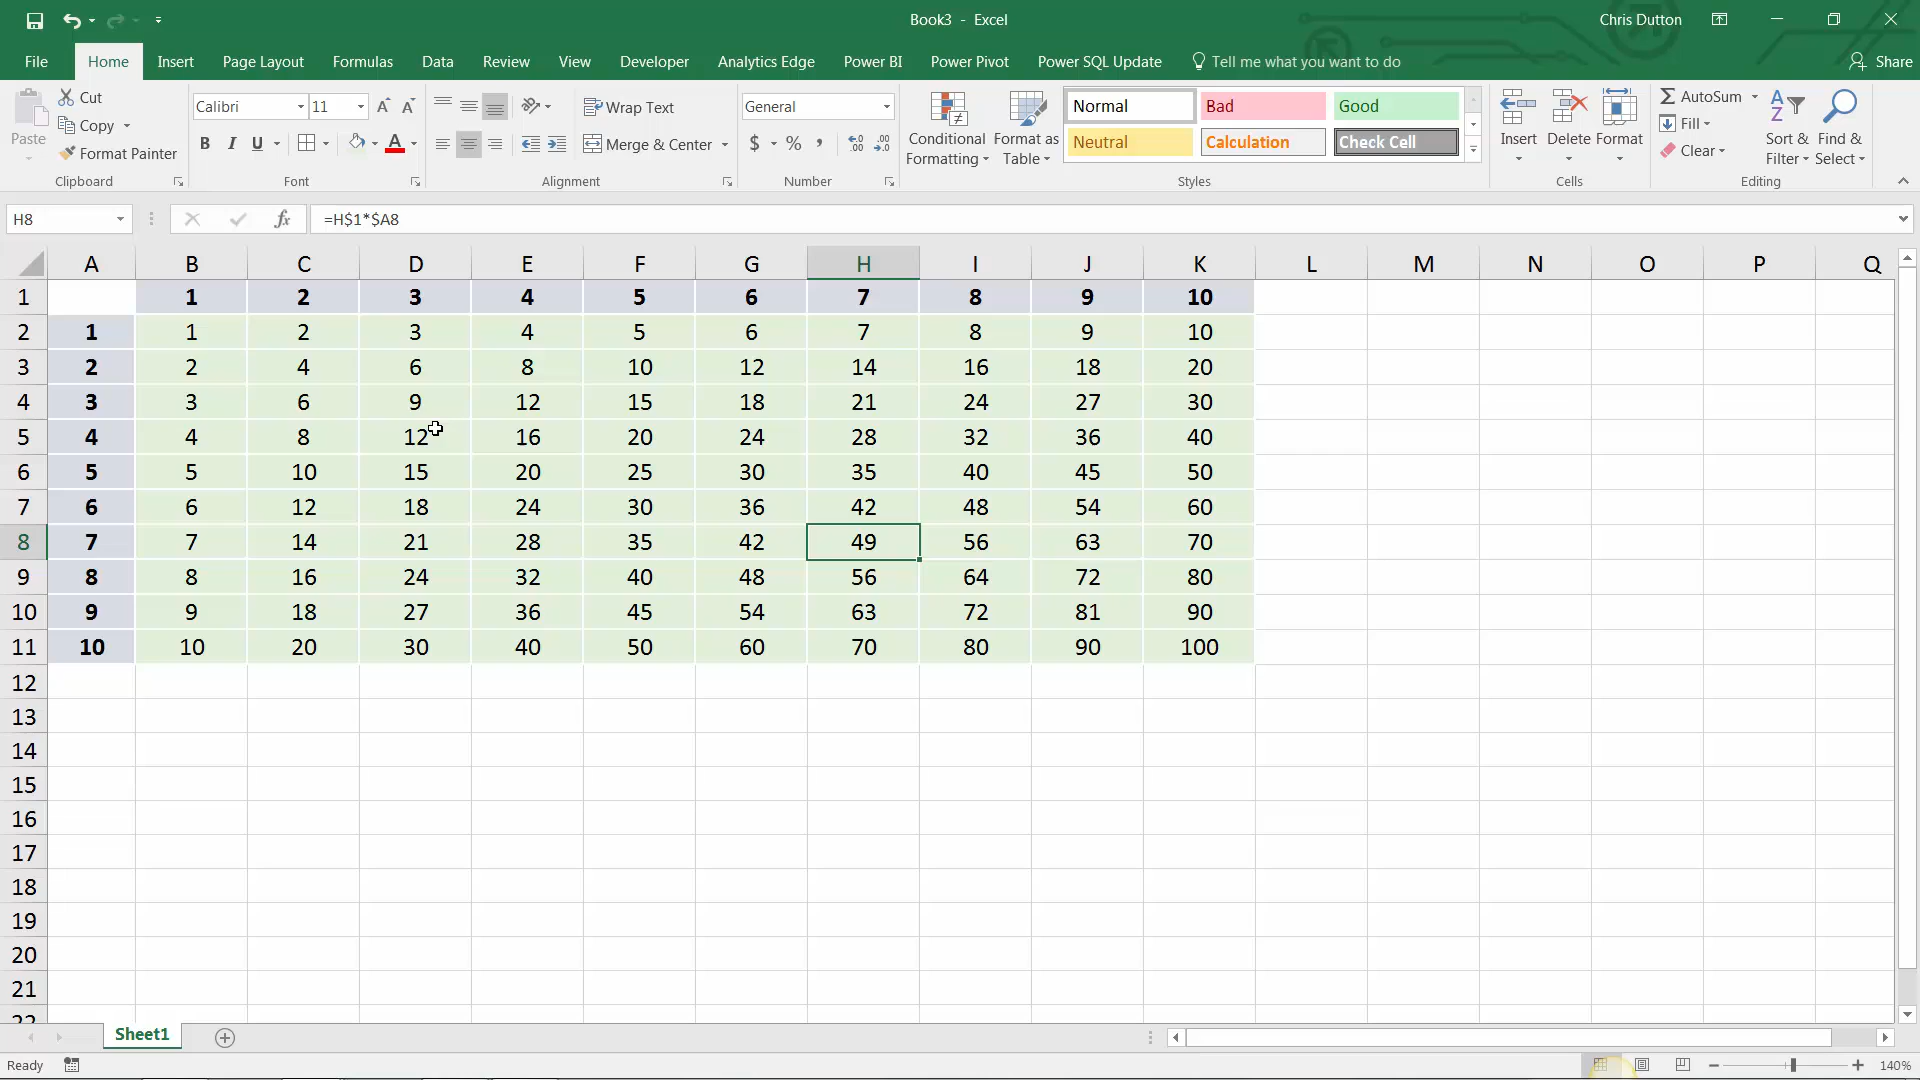 Book3 - Excel
Chris Dutton
File Home Insert Page Layout Formulas Data Review View Developer Analytics Edge Power BI Power Pivot Power SQL Update Tell me what you want to do Share
Paste
Cut
Copy
Format Painter
Clipboard
Calibri 11
B I U
Font
Wrap Text
Merge & Center
Alignment
General
$ % ,
Number
Conditional Formatting
Format as Table
Normal Bad Good
Neutral Calculation Check Cell
Styles
Insert Delete Format
Cells
AutoSum
Fill
Clear
Sort & Filter
Find & Select
Editing
H8 fx =H$1*$A8
A B C D E F G H I J K L M N O P Q
1 1 2 3 4 5 6 7 8 9 10
2 1 1 2 3 4 5 6 7 8 9 10
3 2 2 4 6 8 10 12 14 16 18 20
4 3 3 6 9 12 15 18 21 24 27 30
5 4 4 8 12 16 20 24 28 32 36 40
6 5 5 10 15 20 25 30 35 40 45 50
7 6 6 12 18 24 30 36 42 48 54 60
8 7 7 14 21 28 35 42 49 56 63 70
9 8 8 16 24 32 40 48 56 64 72 80
10 9 9 18 27 36 45 54 63 72 81 90
11 10 10 20 30 40 50 60 70 80 90 100
12
13
14
15
16
17
18
19
20
21
22
Sheet1
Ready
140%